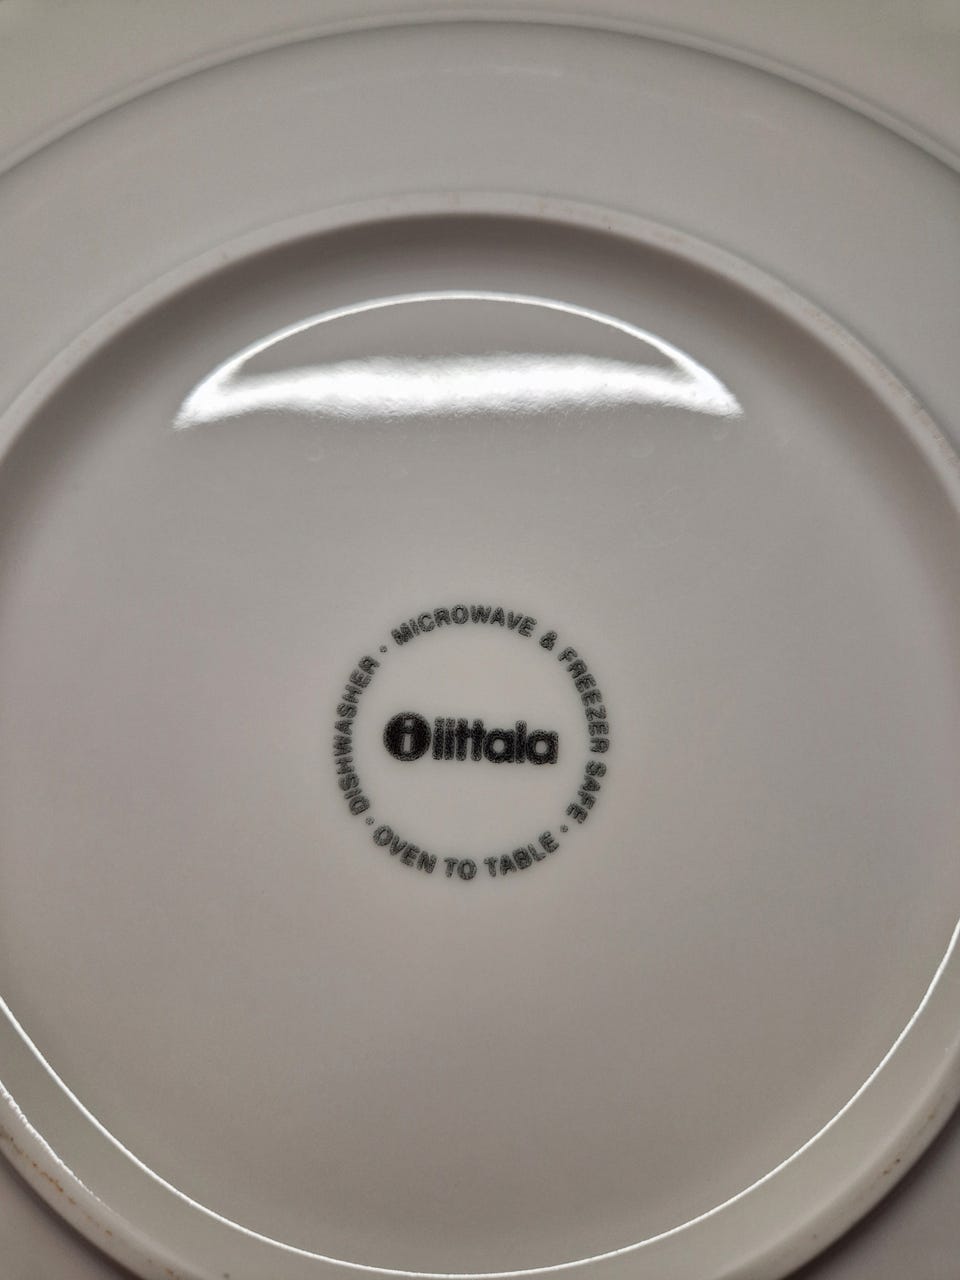 DISHWASHER · MICROWAVE & FREEZER SAFE · OVEN TO TABLE ·
i iittala